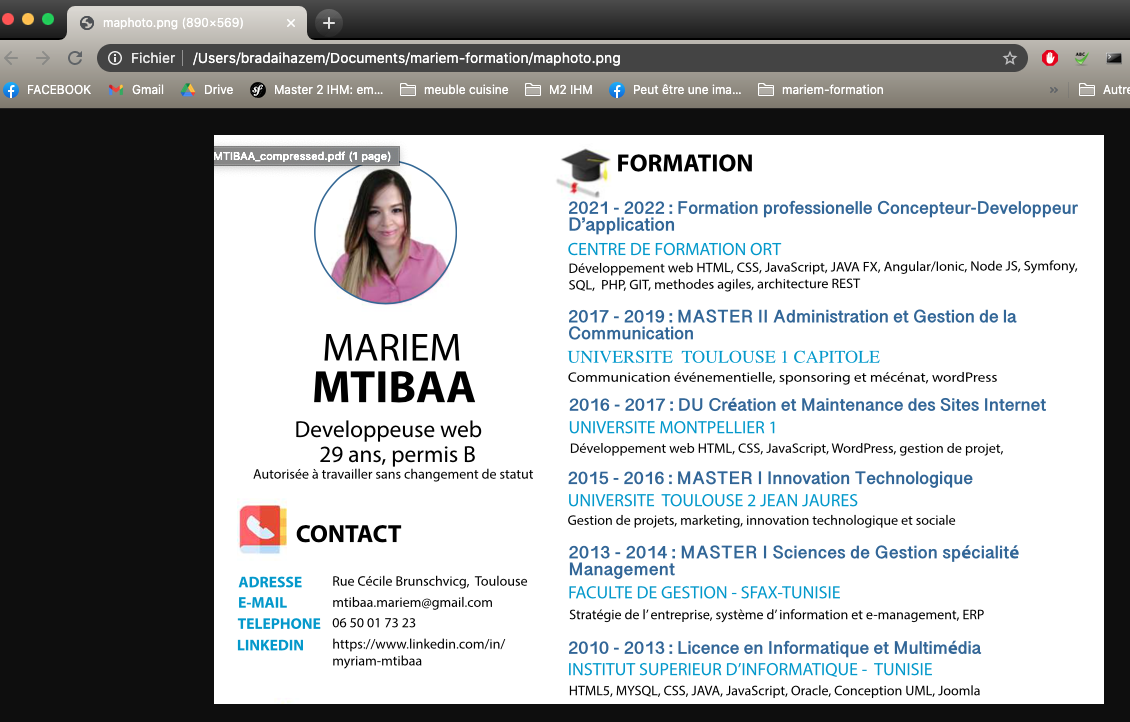 maphoto.png (890×569)
Fichier
/Users/bradaihazem/Documents/mariem-formation/maphoto.png
ABC
FACEBOOK
Gmail
Drive
sf
Master 2 IHM: em...
meuble cuisine
M2 IHM
Peut être une ima...
mariem-formation
»
Autre
MTIBAA_compressed.pdf (1 page)
MARIEM
MTIBAA
Developpeuse web
29 ans, permis B
Autorisée à travailler sans changement de statut
CONTACT
ADRESSE Rue Cécile Brunschvicg, Toulouse
E-MAIL mtibaa.mariem@gmail.com
TELEPHONE 06 50 01 73 23
LINKEDIN https://www.linkedin.com/in/
myriam-mtibaa
FORMATION
2021 - 2022 : Formation professionelle Concepteur-Developpeur
D'application
CENTRE DE FORMATION ORT
Développement web HTML, CSS, JavaScript, JAVA FX, Angular/Ionic, Node JS, Symfony,
SQL, PHP, GIT, methodes agiles, architecture REST
2017 - 2019 : MASTER II Administration et Gestion de la
Communication
UNIVERSITE TOULOUSE 1 CAPITOLE
Communication événementielle, sponsoring et mécénat, wordPress
2016 - 2017 : DU Création et Maintenance des Sites Internet
UNIVERSITE MONTPELLIER 1
Développement web HTML, CSS, JavaScript, WordPress, gestion de projet,
2015 - 2016 : MASTER I Innovation Technologique
UNIVERSITE TOULOUSE 2 JEAN JAURES
Gestion de projets, marketing, innovation technologique et sociale
2013 - 2014 : MASTER I Sciences de Gestion spécialité
Management
FACULTE DE GESTION - SFAX-TUNISIE
Stratégie de l' entreprise, système d' information et e-management, ERP
2010 - 2013 : Licence en Informatique et Multimédia
INSTITUT SUPERIEUR D'INFORMATIQUE - TUNISIE
HTML5, MYSQL, CSS, JAVA, JavaScript, Oracle, Conception UML, Joomla